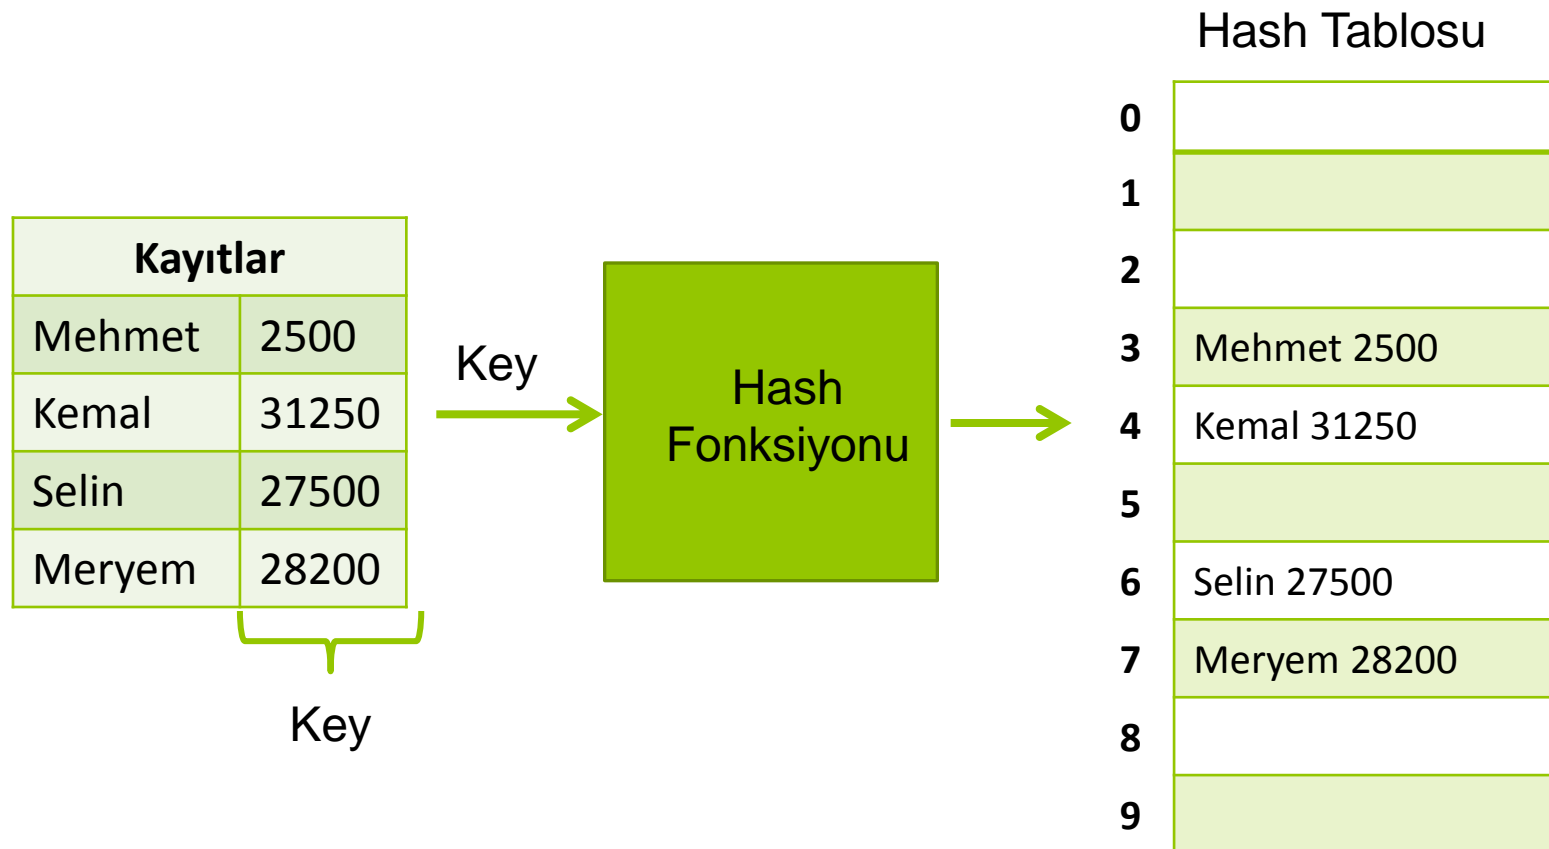 Hash Tablosu
Kayıtlar
Mehmet 2500
Kemal 31250
Selin 27500
Meryem 28200
Key
Key
Hash
Fonksiyonu
0
1
2
3 Mehmet 2500
4 Kemal 31250
5
6 Selin 27500
7 Meryem 28200
8
9